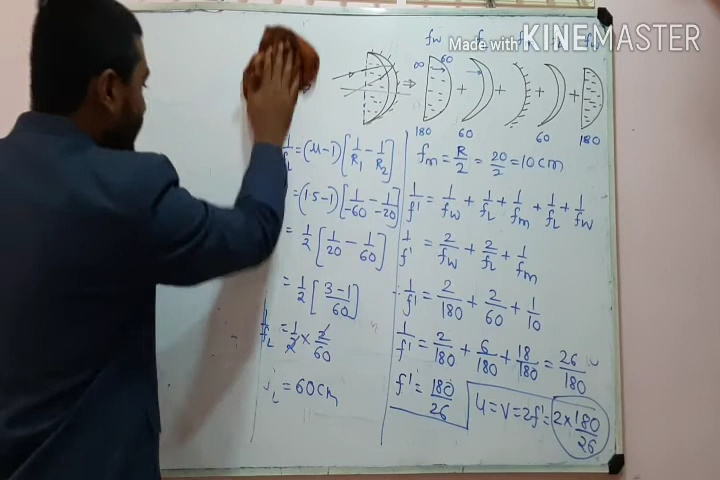 Made with KINEMASTER
fw
∞ 60
⇒ + + + +
180 60 60 180
1/fL = (μ-1) [1/R1 - 1/R2]
= (1.5-1) [1/-60 - 1/-20]
= 1/2 [1/20 - 1/60]
= 1/2 [3-1/60]
1/fL = 1/2 × 2/60
= 60 cm
fm = R/2 = 20/2 = 10 cm
1/f' = 1/fw + 1/fL + 1/fm + 1/fL + 1/fw
1/f' = 2/fw + 2/fL + 1/fm
1/f' = 2/180 + 2/60 + 1/10
1/f' = 2/180 + 6/180 + 18/180 = 26/180
f' = 180/26
u = v = 2f' = 2×180/26